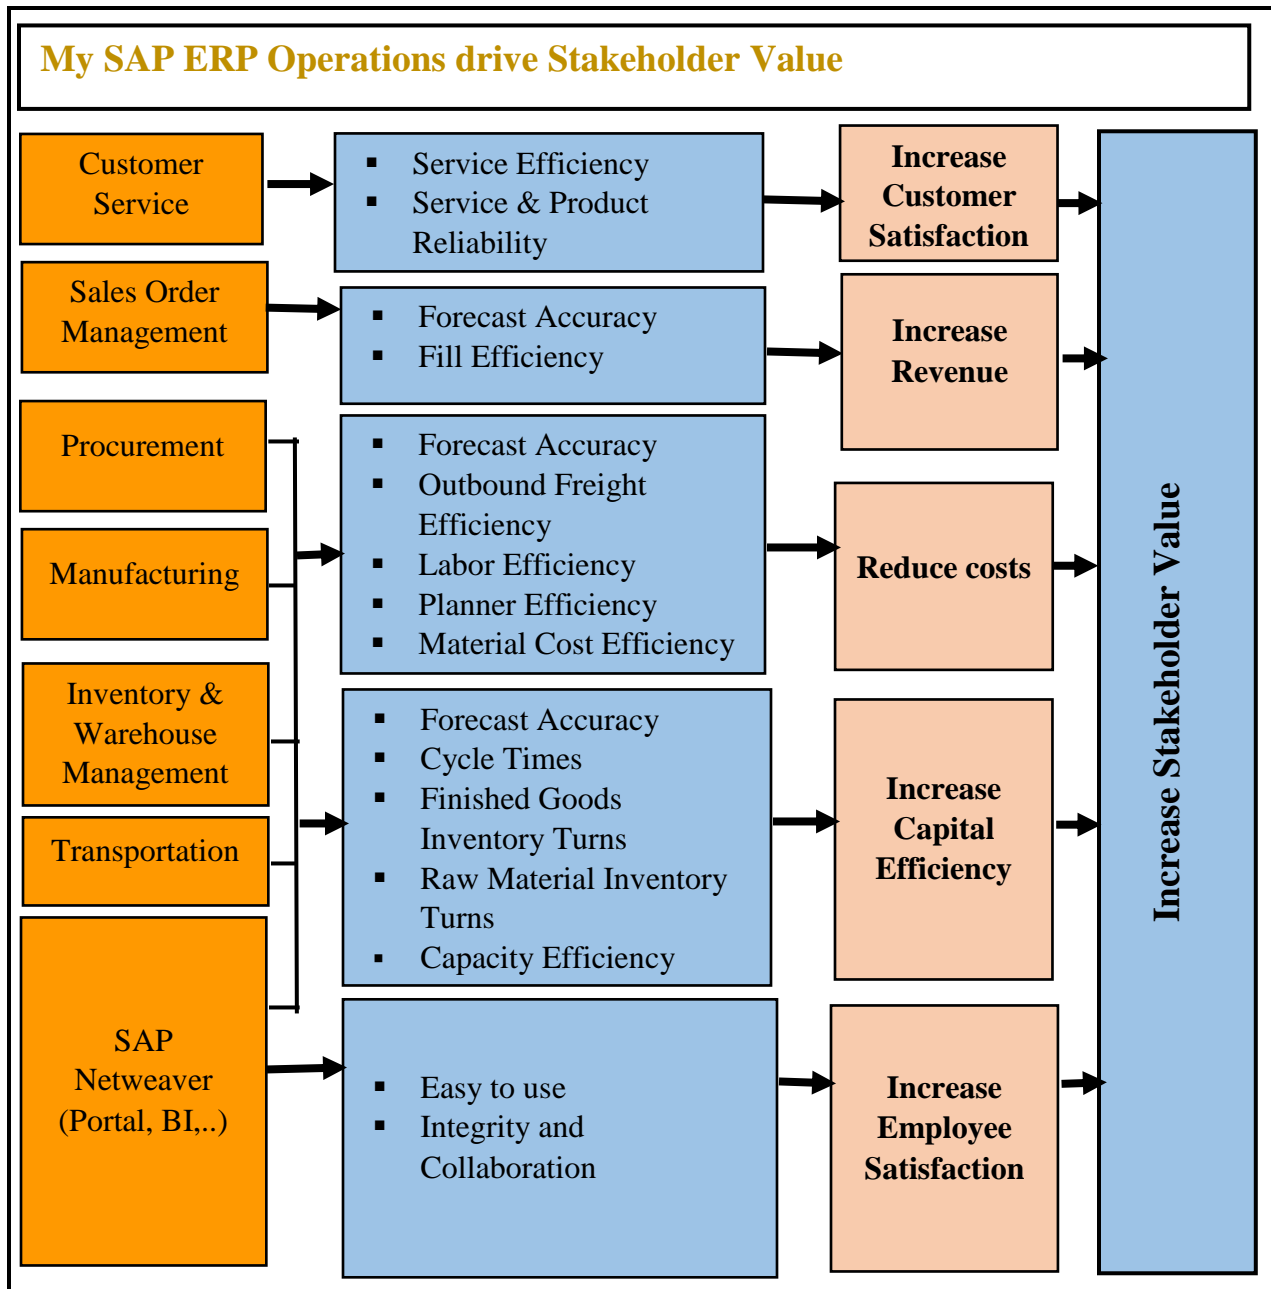 My SAP ERP Operations drive Stakeholder Value
Customer
Service
▪ Service Efficiency
▪ Service & Product
Reliability
Increase
Customer
Satisfaction
Sales Order
Management
▪ Forecast Accuracy
▪ Fill Efficiency
Increase
Revenue
Procurement
Manufacturing
▪ Forecast Accuracy
▪ Outbound Freight
Efficiency
▪ Labor Efficiency
▪ Planner Efficiency
▪ Material Cost Efficiency
Reduce costs
Inventory &
Warehouse
Management
Transportation
▪ Forecast Accuracy
▪ Cycle Times
▪ Finished Goods
Inventory Turns
▪ Raw Material Inventory
Turns
▪ Capacity Efficiency
Increase
Capital
Efficiency
SAP
Netweaver
(Portal, BI,..)
▪ Easy to use
▪ Integrity and
Collaboration
Increase
Employee
Satisfaction
Increase Stakeholder Value